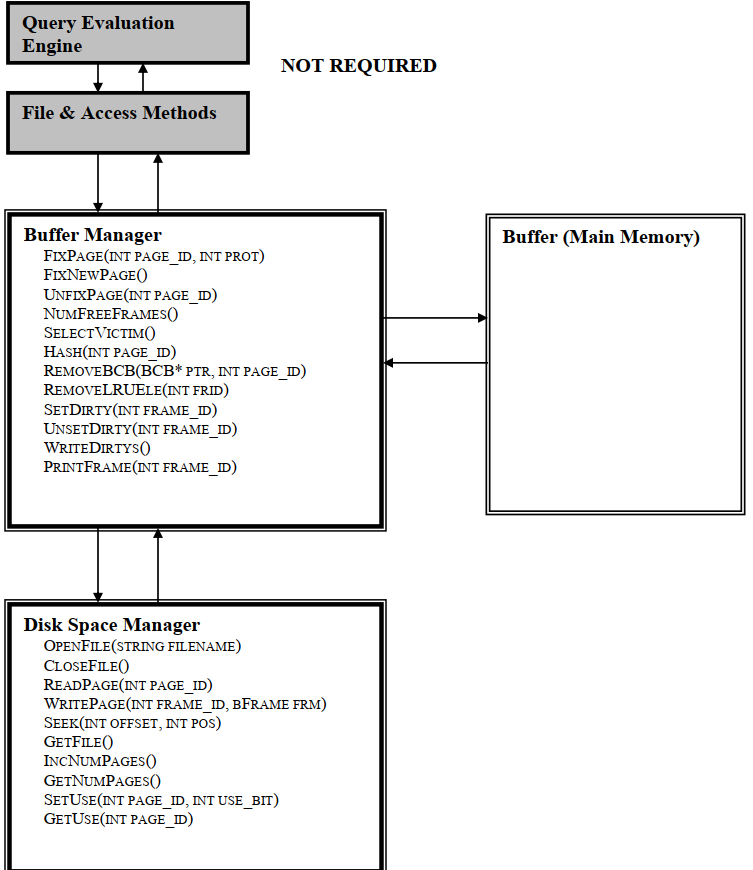 Query Evaluation
Engine
NOT REQUIRED
File & Access Methods
Buffer Manager
FIXPAGE(INT PAGE_ID, INT PROT)
FIXNEWPAGE()
UNFIXPAGE(INT PAGE_ID)
NUMFREEFRAMES()
SELECTVICTIM()
HASH(INT PAGE_ID)
REMOVEBCB(BCB* PTR, INT PAGE_ID)
REMOVELRUELE(INT FRID)
SETDIRTY(INT FRAME_ID)
UNSETDIRTY(INT FRAME_ID)
WRITEDIRTYS()
PRINTFRAME(INT FRAME_ID)
Buffer (Main Memory)
Disk Space Manager
OPENFILE(STRING FILENAME)
CLOSEFILE()
READPAGE(INT PAGE_ID)
WRITEPAGE(INT FRAME_ID, BFRAME FRM)
SEEK(INT OFFSET, INT POS)
GETFILE()
INCNUMPAGES()
GETNUMPAGES()
SETUSE(INT PAGE_ID, INT USE_BIT)
GETUSE(INT PAGE_ID)